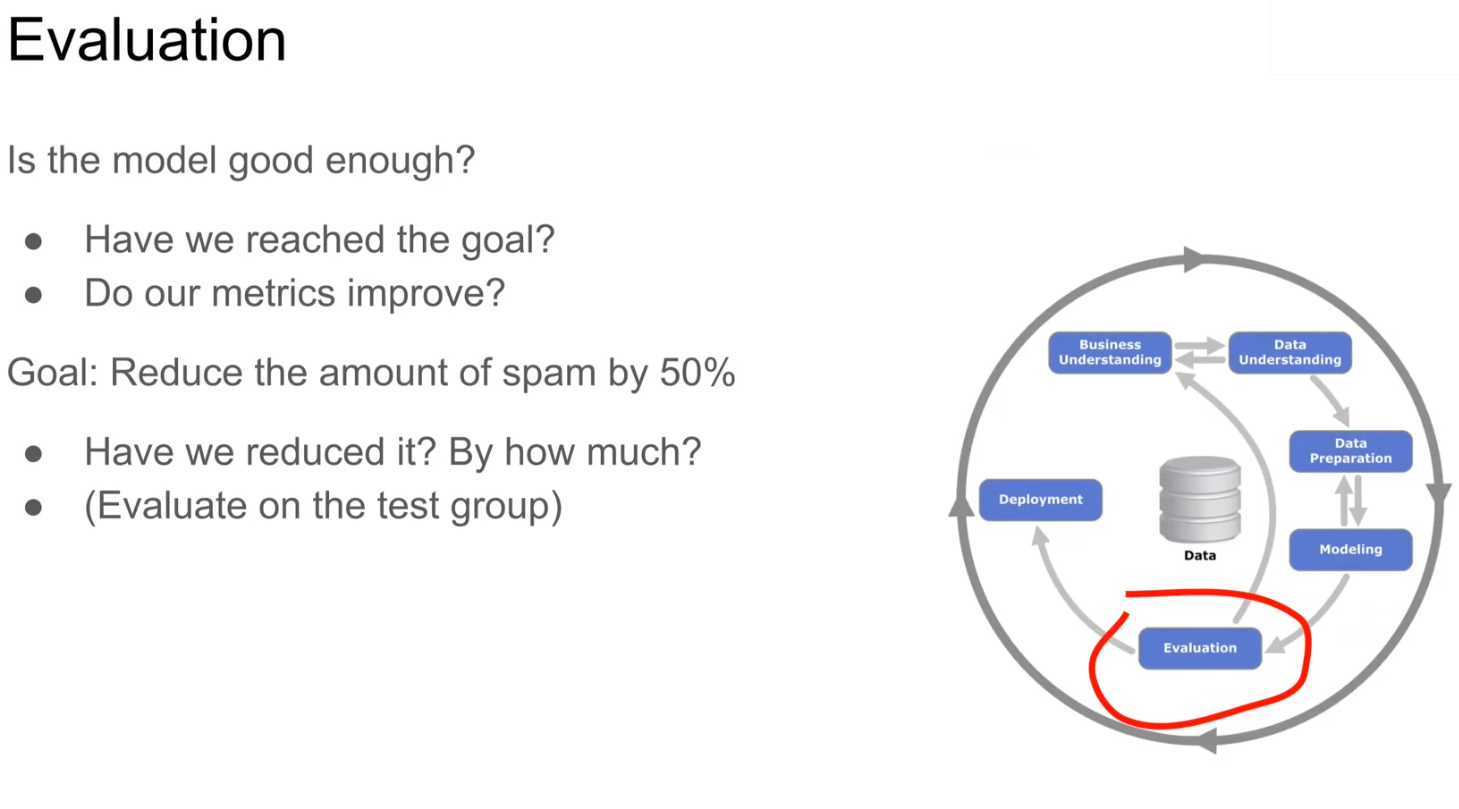 Evaluation
Is the model good enough?
● Have we reached the goal?
● Do our metrics improve?
Goal: Reduce the amount of spam by 50%
● Have we reduced it? By how much?
● (Evaluate on the test group)
Business
Understanding
Data
Understanding
Data
Preparation
Deployment
Modeling
Data
Evaluation